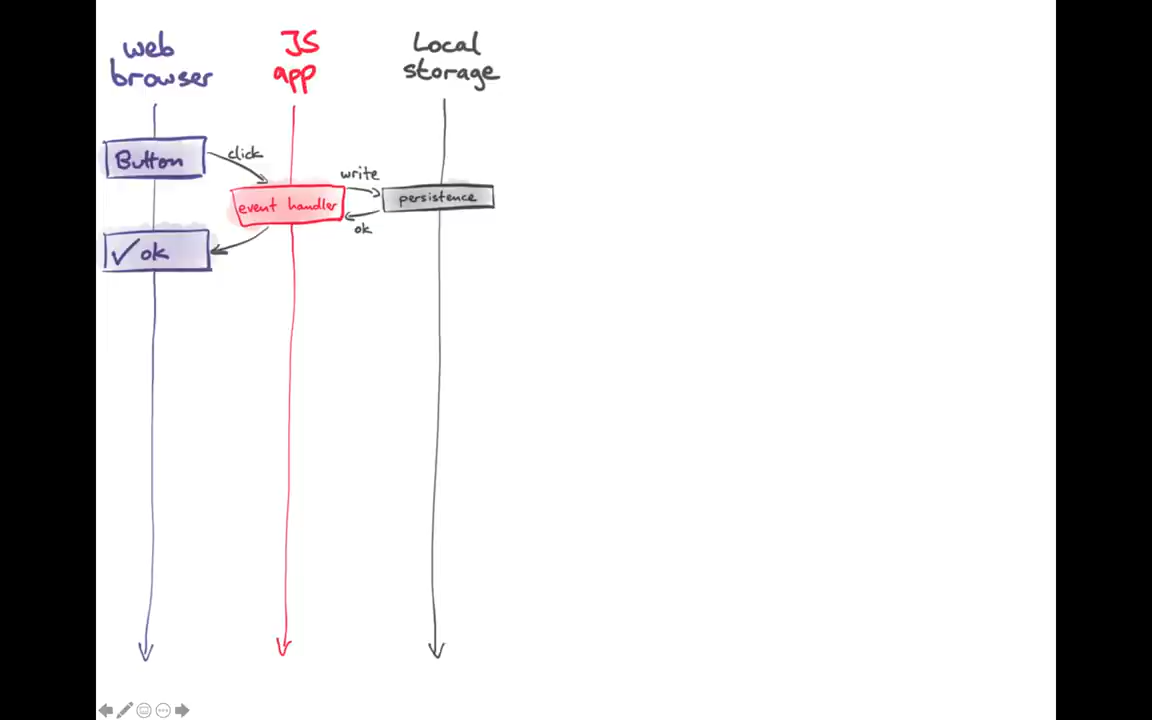 web
browser
JS
app
Local
storage
Button
click
write
event handler
persistence
ok
✓ ok